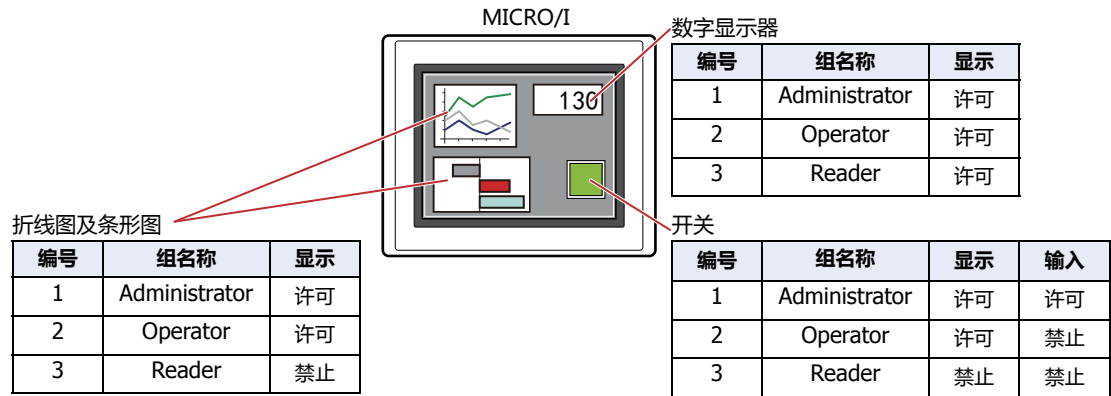 MICRO/I
数字显示器
编号 组名称 显示
1 Administrator 许可
2 Operator 许可
3 Reader 许可
130
折线图及条形图
编号 组名称 显示
1 Administrator 许可
2 Operator 许可
3 Reader 禁止
开关
编号 组名称 显示 输入
1 Administrator 许可 许可
2 Operator 许可 禁止
3 Reader 禁止 禁止